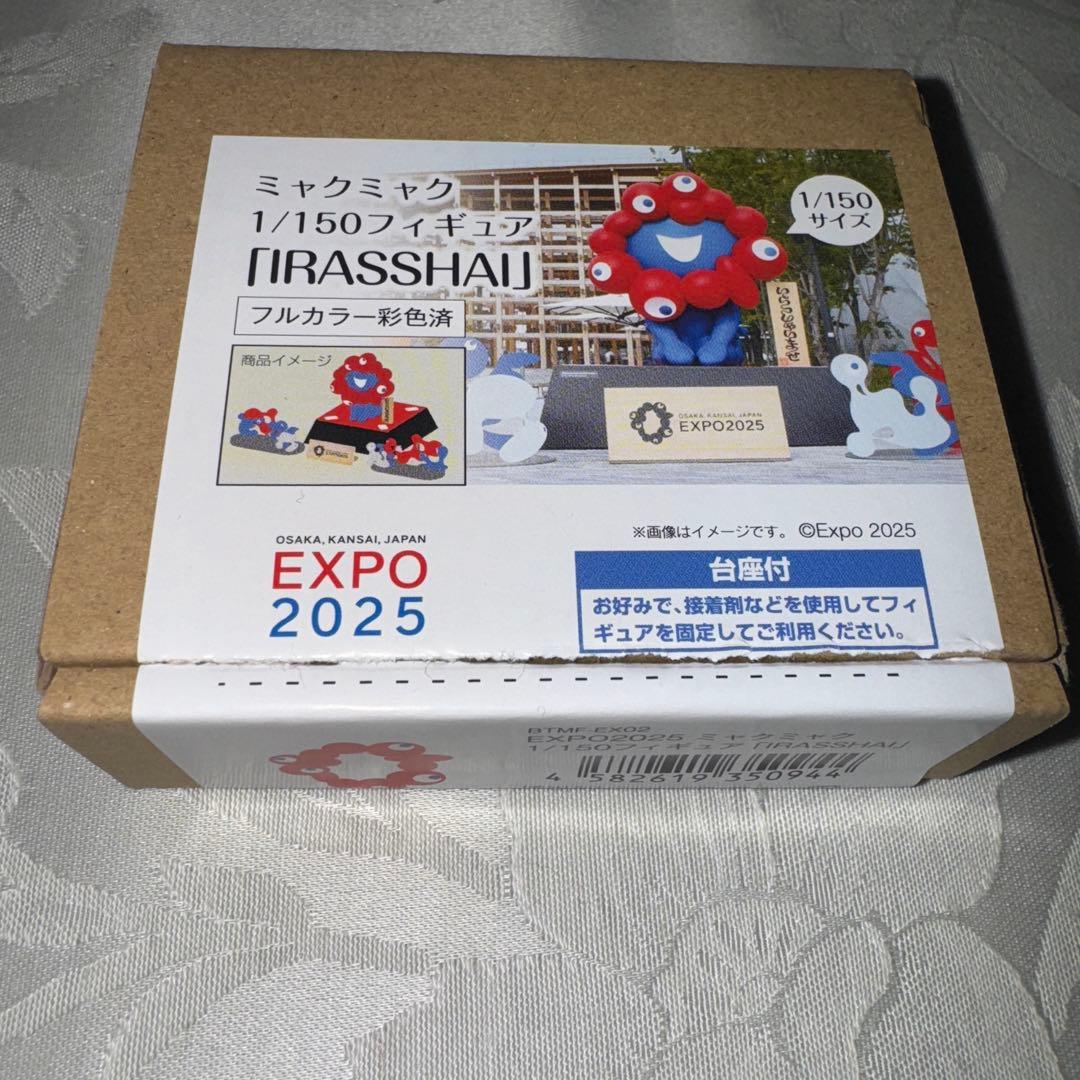 ミャクミャク
1/150フィギュア
「IRASSHAI」
フルカラー彩色済
1/150
サイズ
商品イメージ
OSAKA, KANSAI, JAPAN
EXPO2025
OSAKA, KANSAI, JAPAN
EXPO
2025
※画像はイメージです。 ©Expo 2025
台座付
お好みで、接着剤などを使用してフィ
ギュアを固定してご利用ください。
BTMF-EX02
EXPO2025 ミャクミャク
1/150フィギュア「IRASSHAI」
4 582619 350944